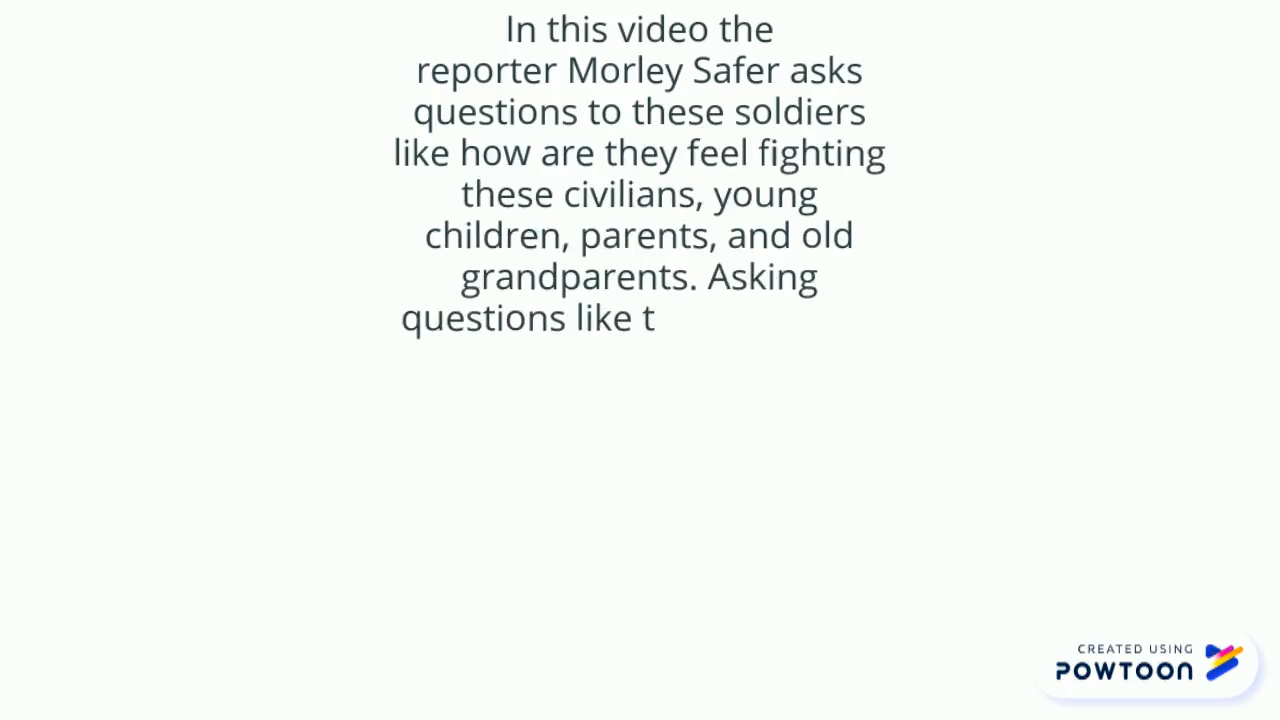 In this video the
reporter Morley Safer asks
questions to these soldiers
like how are they feel fighting
these civilians, young
children, parents, and old
grandparents. Asking
questions like t
CREATED USING
POWTOON